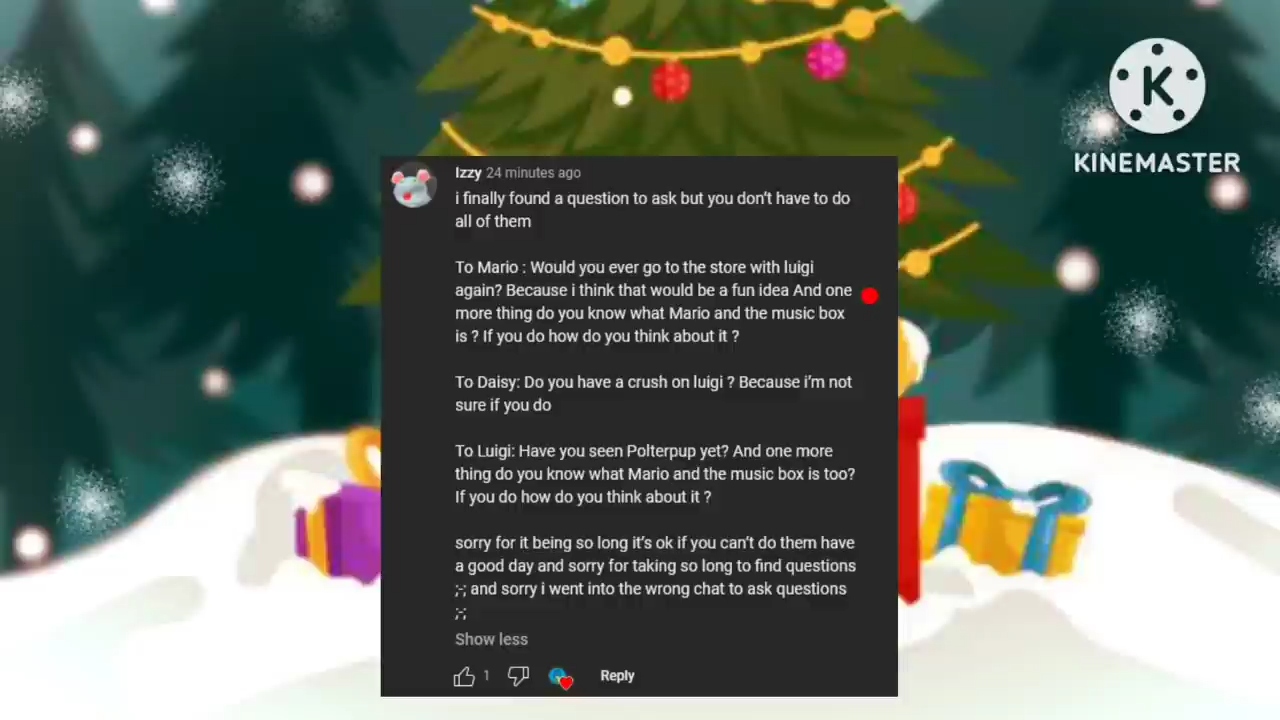 K
KINEMASTER
Izzy 24 minutes ago
i finally found a question to ask but you don't have to do
all of them
To Mario : Would you ever go to the store with luigi
again? Because i think that would be a fun idea And one
more thing do you know what Mario and the music box
is ? If you do how do you think about it ?
To Daisy: Do you have a crush on luigi ? Because i'm not
sure if you do
To Luigi: Have you seen Polterpup yet? And one more
thing do you know what Mario and the music box is too?
If you do how do you think about it ?
sorry for it being so long it's ok if you can't do them have
a good day and sorry for taking so long to find questions
;-; and sorry i went into the wrong chat to ask questions
;-;
Show less
1
Reply